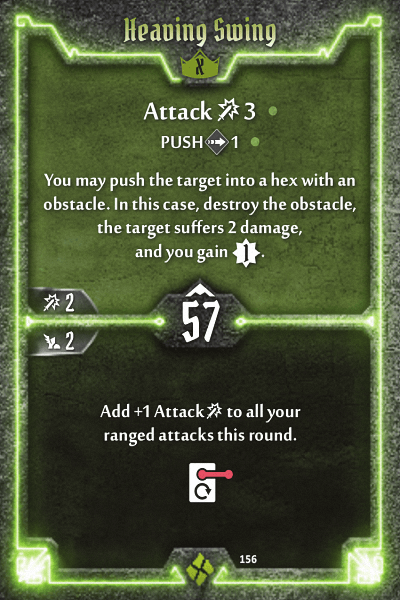 Heaving Swing
X
Attack 3
PUSH 1
You may push the target into a hex with an
obstacle. In this case, destroy the obstacle,
the target suffers 2 damage,
and you gain 1.
2
57
2
Add +1 Attack to all your
ranged attacks this round.
156